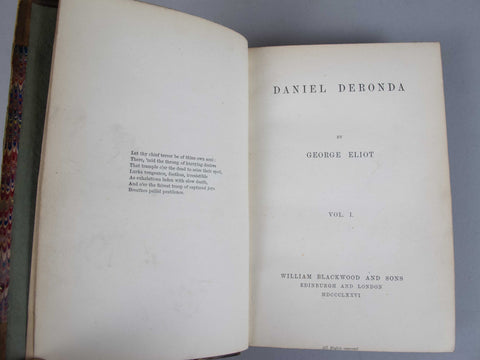 Let thy chief terror be of thine own soul:
There, 'mid the throng of hurrying desires
That trample o'er the dead to seize their spoil,
Lurks vengeance, footless, irresistible
As exhalations laden with slow death,
And o'er the fairest troop of captured joys
Breathes pallid pestilence.
DANIEL DERONDA
BY
GEORGE ELIOT
VOL. I.
WILLIAM BLACKWOOD AND SONS
EDINBURGH AND LONDON
MDCCCLXXVI
All Rights reserved